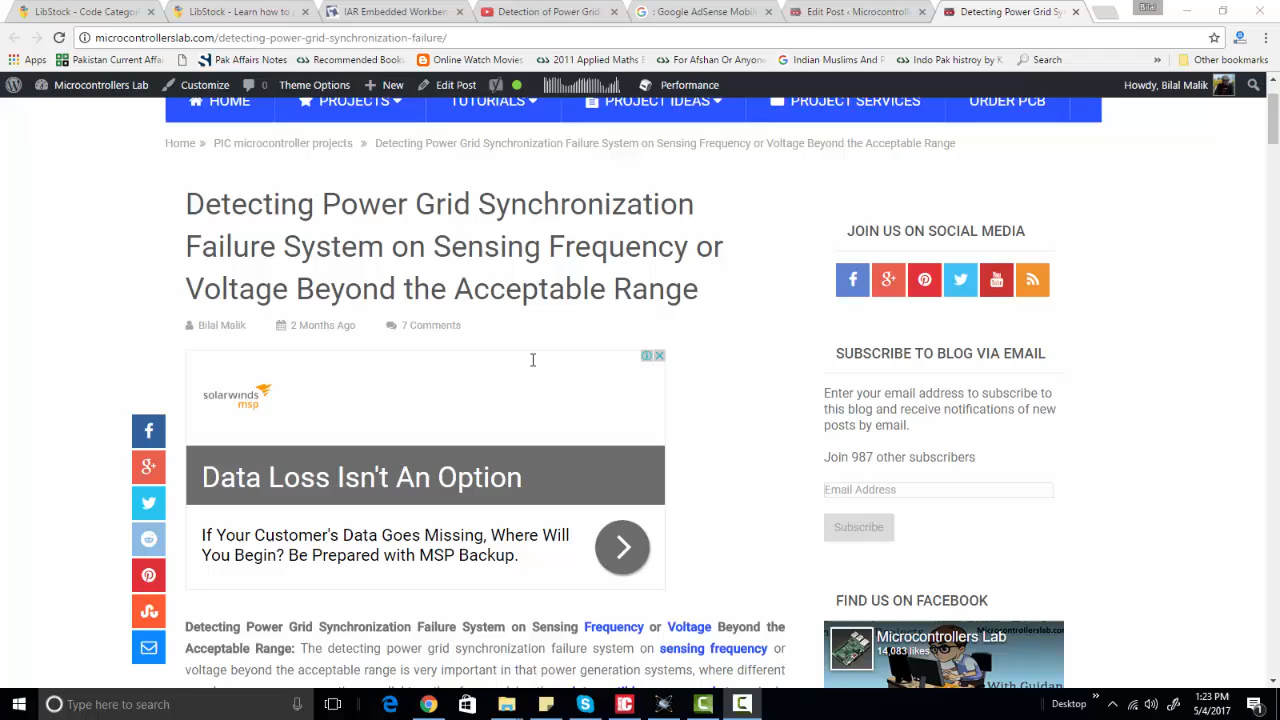 LibStock - Code Categori
LibStock - Learn how to
IAR Embedded Workben
Detection of Power Grid
: Google AdSense Mobile
Edit Post ‹ Microcontroll
Detecting Power Grid Sy
Bilal
microcontrollerslab.com/detecting-power-grid-synchronization-failure/
Apps
Pakistan Current Affai
Pak Affairs Notes
Recommended Books
Online Watch Movies
2011 Applied Maths E
For Afshan Or Anyon
Indian Muslims And P
Indo Pak histroy by K
Search
»
Other bookmarks
Microcontrollers Lab
Customize
0
Theme Options
New
Edit Post
Performance
Howdy, Bilal Malik
HOME
PROJECTS
TUTORIALS
PROJECT IDEAS
PROJECT SERVICES
ORDER PCB
Home » PIC microcontroller projects » Detecting Power Grid Synchronization Failure System on Sensing Frequency or Voltage Beyond the Acceptable Range
Detecting Power Grid Synchronization
Failure System on Sensing Frequency or
Voltage Beyond the Acceptable Range
Bilal Malik 2 Months Ago 7 Comments
solarwinds
msp
Data Loss Isn't An Option
If Your Customer's Data Goes Missing, Where Will
You Begin? Be Prepared with MSP Backup.
Detecting Power Grid Synchronization Failure System on Sensing Frequency or Voltage Beyond the
Acceptable Range: The detecting power grid synchronization failure system on sensing frequency or
voltage beyond the acceptable range is very important in that power generation systems, where different
JOIN US ON SOCIAL MEDIA
SUBSCRIBE TO BLOG VIA EMAIL
Enter your email address to subscribe to
this blog and receive notifications of new
posts by email.
Join 987 other subscribers
Email Address
Subscribe
FIND US ON FACEBOOK
Microcontrollers Lab
14,083 likes
With Guidan
Type here to search
Desktop
»
1:23 PM
5/4/2017